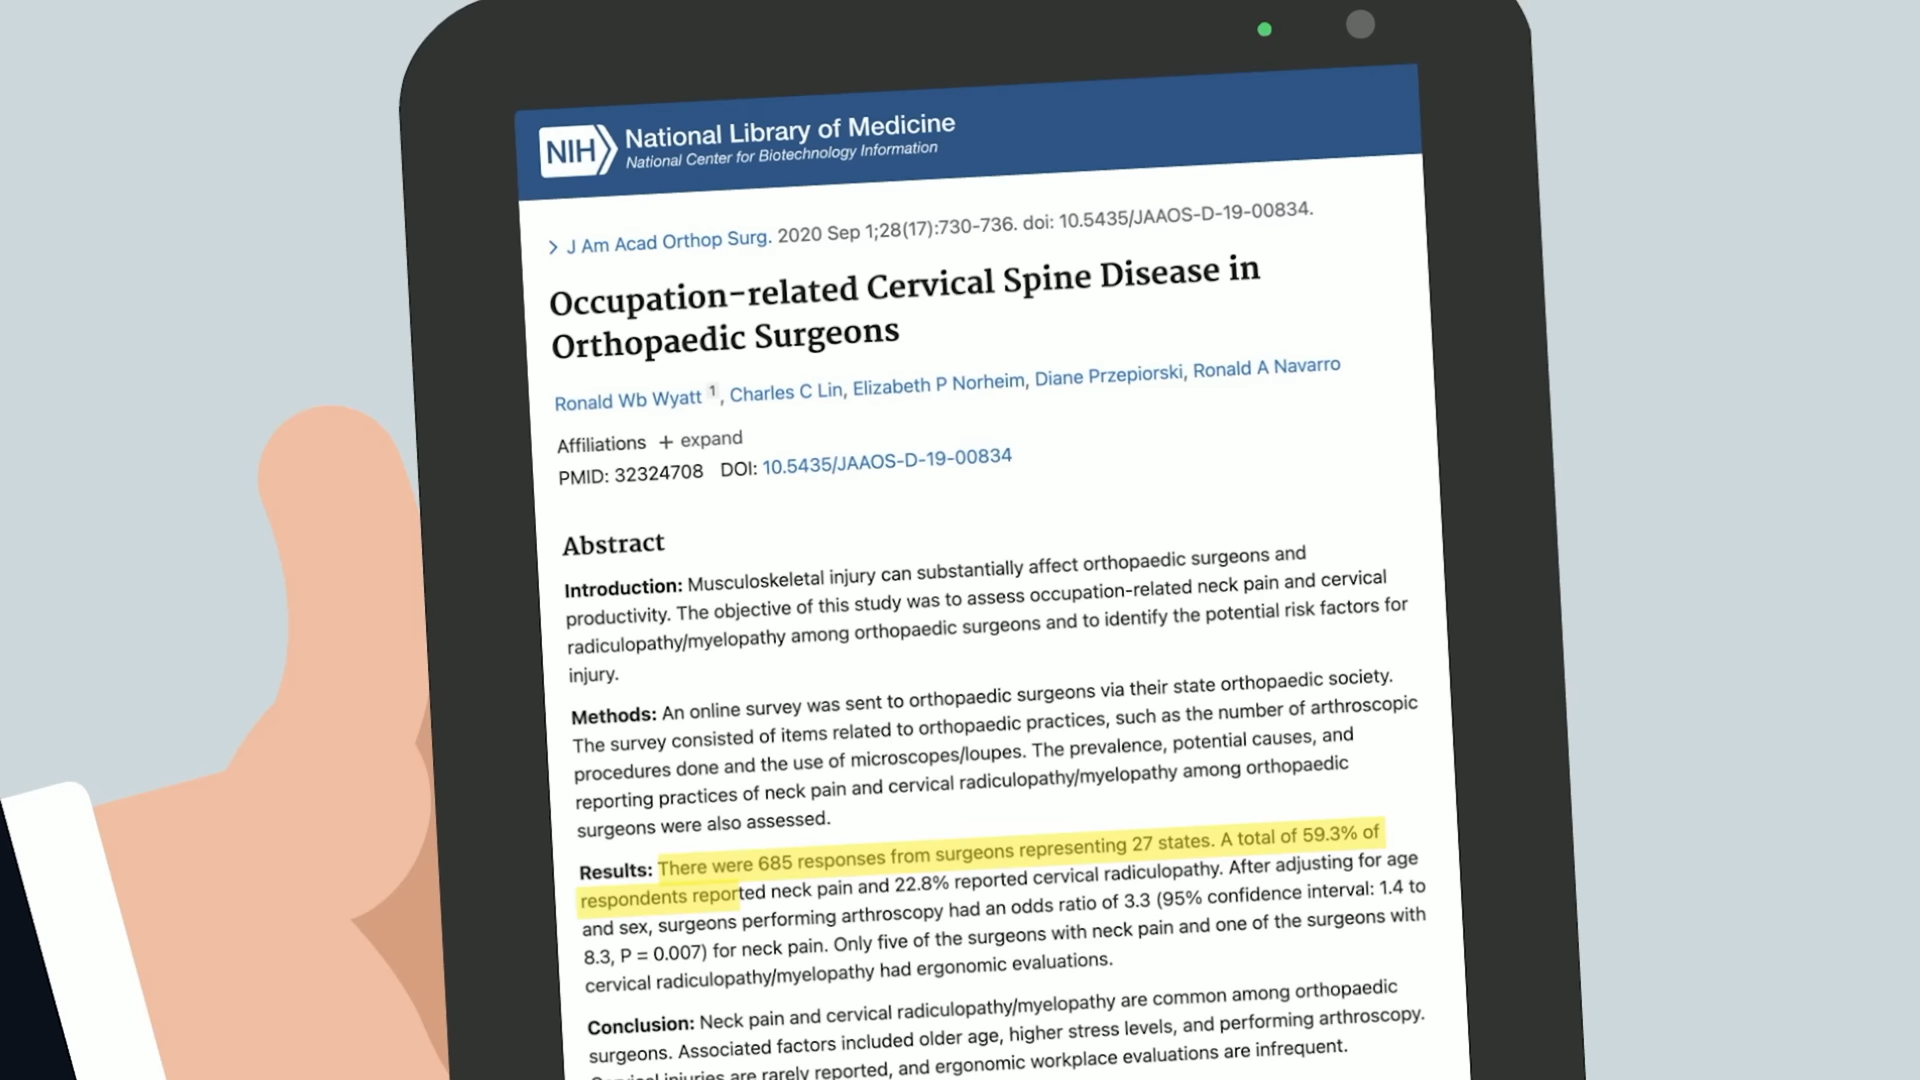 NIH National Library of Medicine
National Center for Biotechnology Information
J Am Acad Orthop Surg. 2020 Sep 1;28(17):730-736. doi: 10.5435/JAAOS-D-19-00834.
Occupation-related Cervical Spine Disease in
Orthopaedic Surgeons
Ronald Wb Wyatt 1, Charles C Lin, Elizabeth P Norheim, Diane Przepiorski, Ronald A Navarro
Affiliations + expand
PMID: 32324708 DOI: 10.5435/JAAOS-D-19-00834
Abstract
Introduction: Musculoskeletal injury can substantially affect orthopaedic surgeons and
productivity. The objective of this study was to assess occupation-related neck pain and cervical
radiculopathy/myelopathy among orthopaedic surgeons and to identify the potential risk factors for
injury.
Methods: An online survey was sent to orthopaedic surgeons via their state orthopaedic society.
The survey consisted of items related to orthopaedic practices, such as the number of arthroscopic
procedures done and the use of microscopes/loupes. The prevalence, potential causes, and
reporting practices of neck pain and cervical radiculopathy/myelopathy among orthopaedic
surgeons were also assessed.
Results: There were 685 responses from surgeons representing 27 states. A total of 59.3% of
respondents reported neck pain and 22.8% reported cervical radiculopathy. After adjusting for age
and sex, surgeons performing arthroscopy had an odds ratio of 3.3 (95% confidence interval: 1.4 to
8.3, P = 0.007) for neck pain. Only five of the surgeons with neck pain and one of the surgeons with
cervical radiculopathy/myelopathy had ergonomic evaluations.
Conclusion: Neck pain and cervical radiculopathy/myelopathy are common among orthopaedic
surgeons. Associated factors included older age, higher stress levels, and performing arthroscopy.
Cervical injuries are rarely reported, and ergonomic workplace evaluations are infrequent.